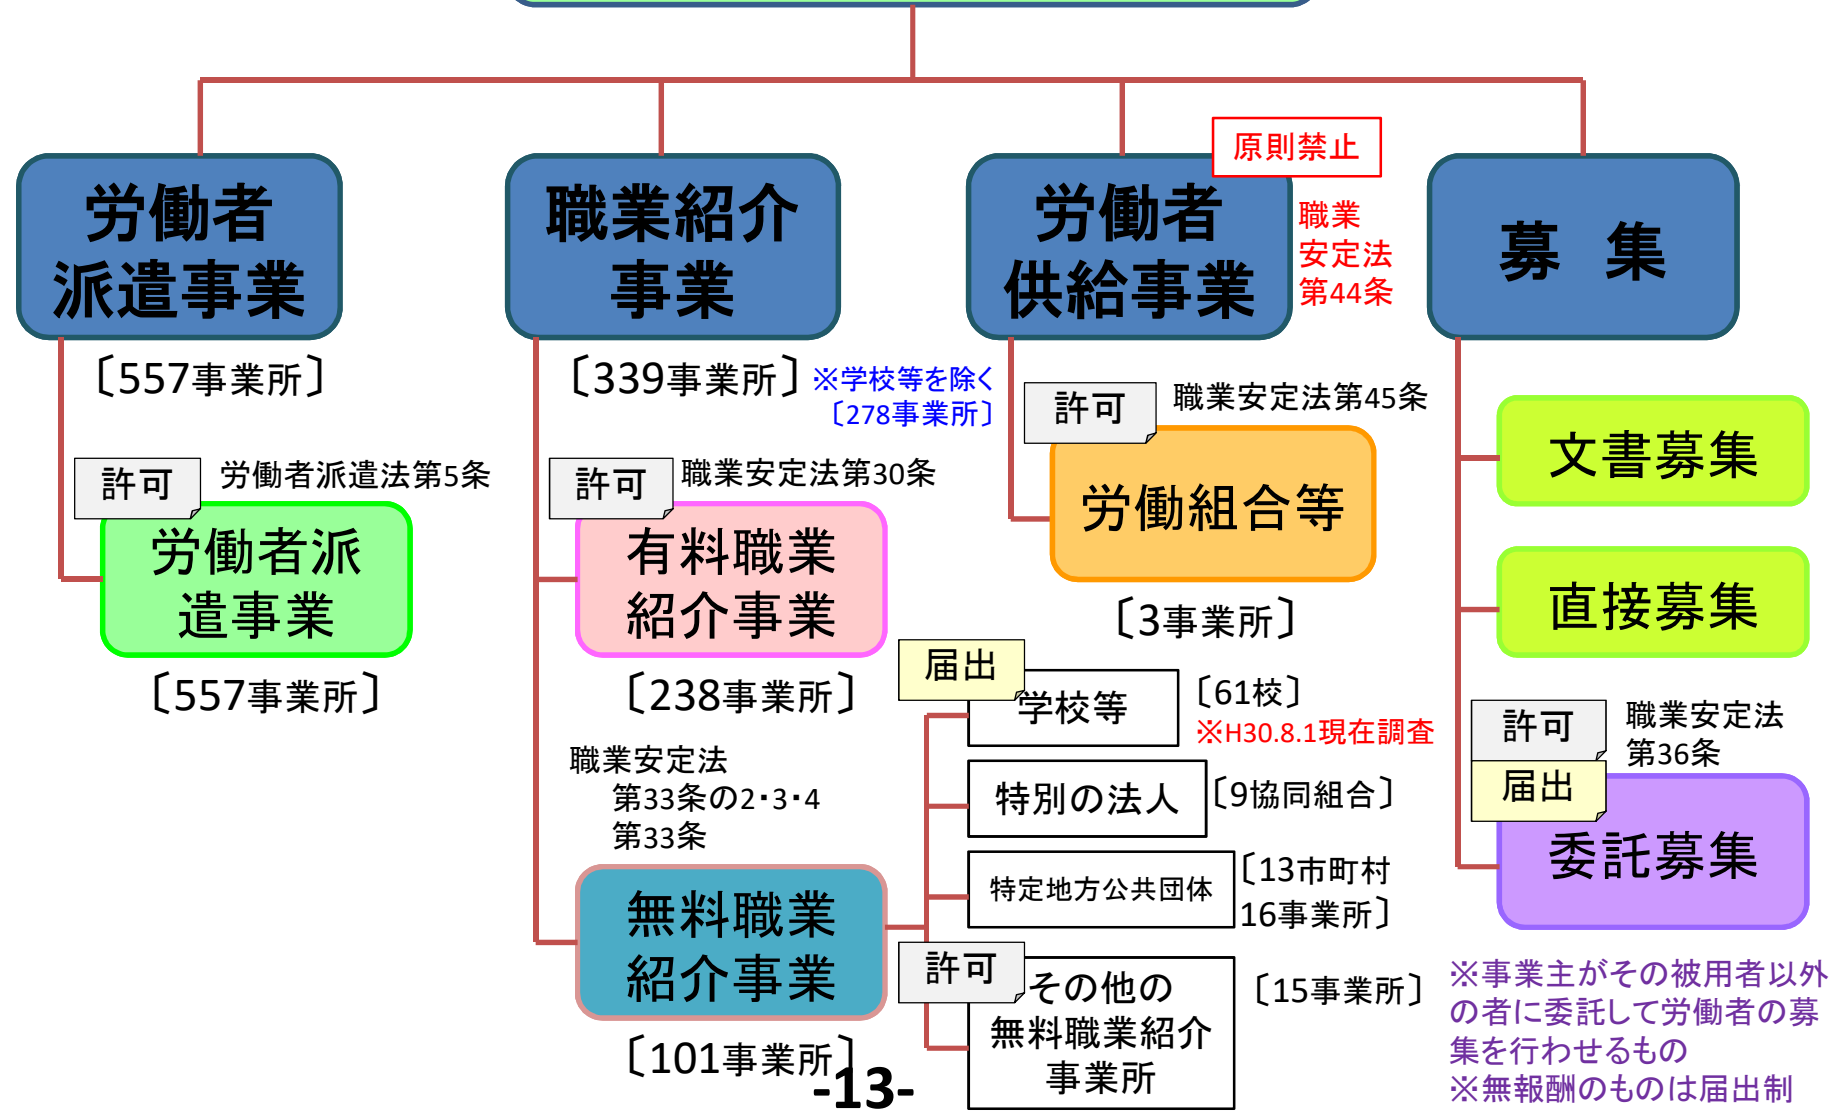 労働者
派遣事業
〔557事業所〕
許可
労働者派遣法第5条
労働者派
遣事業
〔557事業所〕
職業紹介
事業
〔339事業所〕
※学校等を除く
〔278事業所〕
許可
職業安定法第30条
有料職業
紹介事業
〔238事業所〕
職業安定法
第33条の2・3・4
第33条
無料職業
紹介事業
〔101事業所〕
届出
学校等
〔61校〕
※H30.8.1現在調査
特別の法人
〔9協同組合〕
特定地方公共団体
〔13市町村
16事業所〕
許可
その他の
無料職業紹介
事業所
〔15事業所〕
原則禁止
労働者
供給事業
職業
安定法
第44条
許可
職業安定法第45条
労働組合等
〔3事業所〕
募 集
文書募集
直接募集
許可
届出
職業安定法
第36条
委託募集
※事業主がその被用者以外
の者に委託して労働者の募
集を行わせるもの
※無報酬のものは届出制
-13-